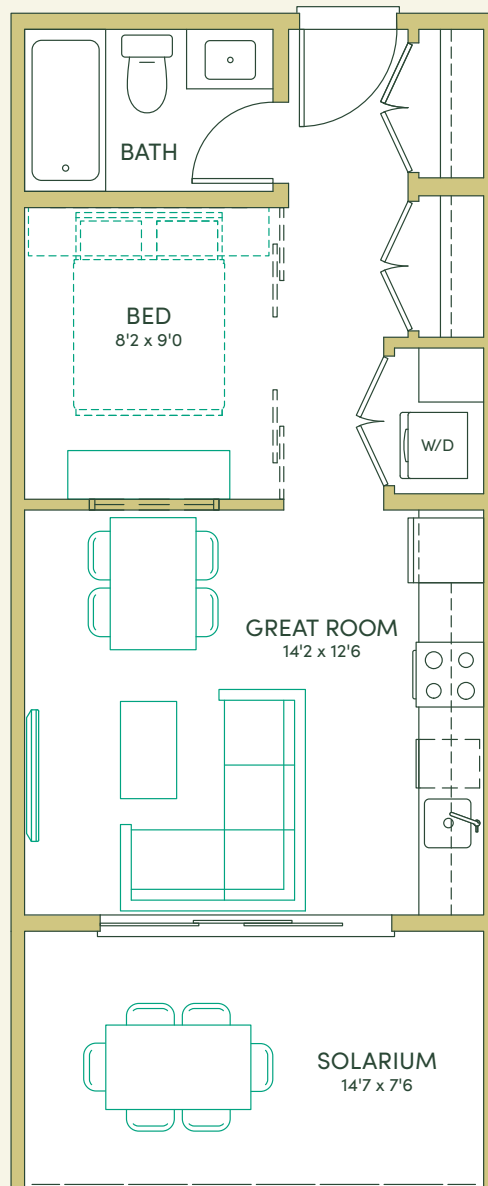 BATH
BED
8'2 x 9'0
W/D
GREAT ROOM
14'2 x 12'6
SOLARIUM
14'7 x 7'6